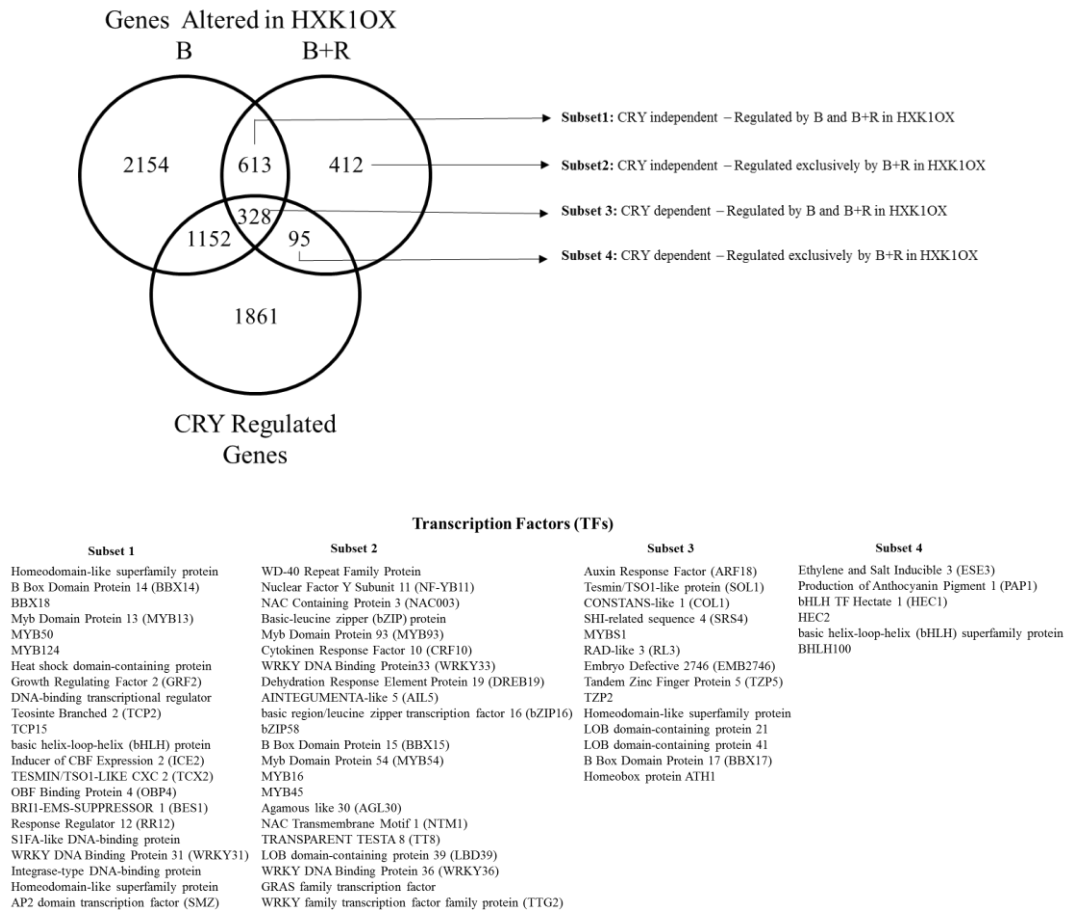 Genes Altered in HXK1OX
B
B+R
2154
613
412
328
1152
95
1861
CRY Regulated
Genes
Subset1: CRY independent – Regulated by B and B+R in HXK1OX
Subset2: CRY independent – Regulated exclusively by B+R in HXK1OX
Subset 3: CRY dependent – Regulated by B and B+R in HXK1OX
Subset 4: CRY dependent – Regulated exclusively by B+R in HXK1OX
Transcription Factors (TFs)
Subset 1
Homeodomain-like superfamily protein
B Box Domain Protein 14 (BBX14)
BBX18
Myb Domain Protein 13 (MYB13)
MYB50
MYB124
Heat shock domain-containing protein
Growth Regulating Factor 2 (GRF2)
DNA-binding transcriptional regulator
Teosinte Branched 2 (TCP2)
TCP15
basic helix-loop-helix (bHLH) protein
Inducer of CBF Expression 2 (ICE2)
TESMIN/TSO1-LIKE CXC 2 (TCX2)
OBF Binding Protein 4 (OBP4)
BRI1-EMS-SUPPRESSOR 1 (BES1)
Response Regulator 12 (RR12)
S1FA-like DNA-binding protein
WRKY DNA Binding Protein 31 (WRKY31)
Integrase-type DNA-binding protein
Homeodomain-like superfamily protein
AP2 domain transcription factor (SMZ)
Subset 2
WD-40 Repeat Family Protein
Nuclear Factor Y Subunit 11 (NF-YB11)
NAC Containing Protein 3 (NAC003)
Basic-leucine zipper (bZIP) protein
Myb Domain Protein 93 (MYB93)
Cytokinen Response Factor 10 (CRF10)
WRKY DNA Binding Protein33 (WRKY33)
Dehydration Response Element Protein 19 (DREB19)
AINTEGUMENTA-like 5 (AIL5)
basic region/leucine zipper transcription factor 16 (bZIP16)
bZIP58
B Box Domain Protein 15 (BBX15)
Myb Domain Protein 54 (MYB54)
MYB16
MYB45
Agamous like 30 (AGL30)
NAC Transmembrane Motif 1 (NTM1)
TRANSPARENT TESTA 8 (TT8)
LOB domain-containing protein 39 (LBD39)
WRKY DNA Binding Protein 36 (WRKY36)
GRAS family transcription factor
WRKY family transcription factor family protein (TTG2)
Subset 3
Auxin Response Factor (ARF18)
Tesmin/TSO1-like protein (SOL1)
CONSTANS-like 1 (COL1)
SHI-related sequence 4 (SRS4)
MYBS1
RAD-like 3 (RL3)
Embryo Defective 2746 (EMB2746)
Tandem Zinc Finger Protein 5 (TZP5)
TZP2
Homeodomain-like superfamily protein
LOB domain-containing protein 21
LOB domain-containing protein 41
B Box Domain Protein 17 (BBX17)
Homeobox protein ATH1
Subset 4
Ethylene and Salt Inducible 3 (ESE3)
Production of Anthocyanin Pigment 1 (PAP1)
bHLH TF Hectate 1 (HEC1)
HEC2
basic helix-loop-helix (bHLH) superfamily protein
BHLH100